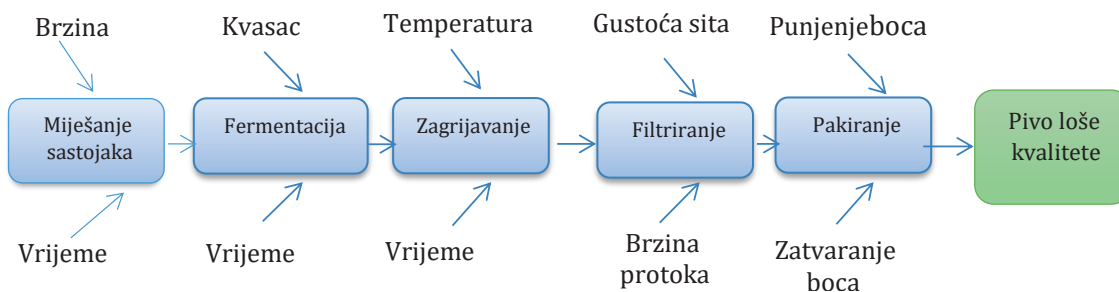 Brzina
Kvasac
Temperatura
Gustoća sita
Punjenjeboca
Miješanje
sastojaka
Fermentacija
Zagrijavanje
Filtriranje
Pakiranje
Pivo loše
kvalitete
Vrijeme
Vrijeme
Vrijeme
Brzina
protoka
Zatvaranje
boca